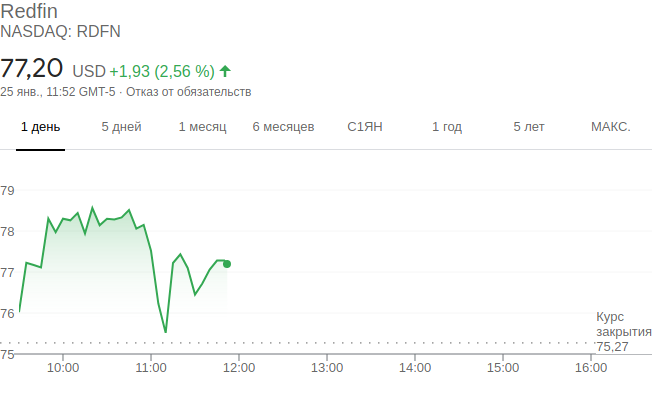 Redfin
NASDAQ: RDFN
77,20 USD +1,93 (2,56 %)
25 янв., 11:52 GMT-5 · Отказ от обязательств
1 день 5 дней 1 месяц 6 месяцев С1ЯН 1 год 5 лет МАКС.
79
78
77
76
Курс
закрытия
75,27
75
10:00 11:00 12:00 13:00 14:00 15:00 16:00